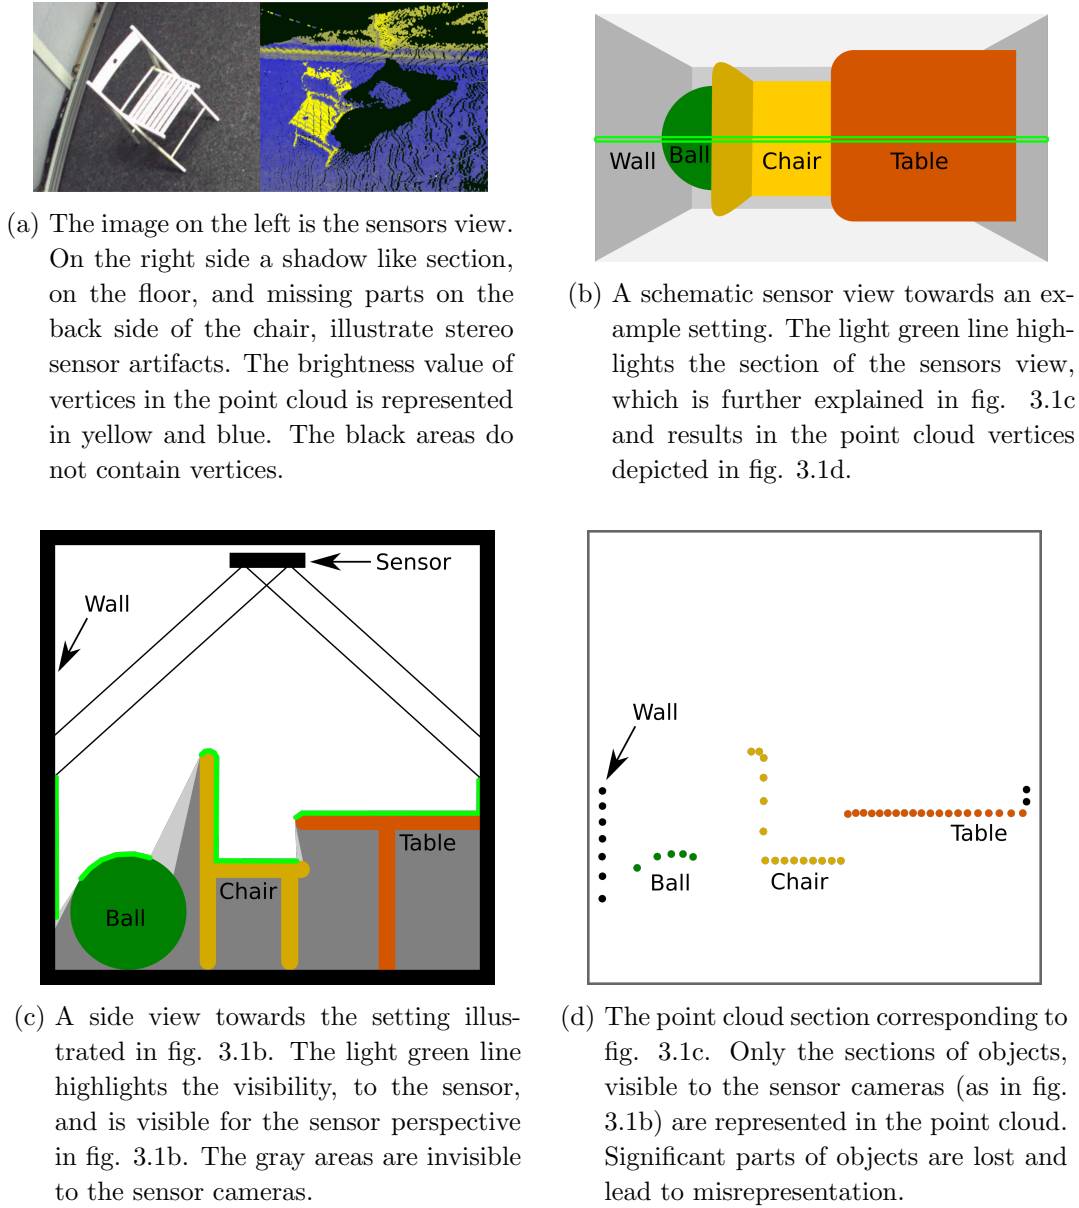 (a) The image on the left is the sensors view.
On the right side a shadow like section,
on the floor, and missing parts on the
back side of the chair, illustrate stereo
sensor artifacts. The brightness value of
vertices in the point cloud is represented
in yellow and blue. The black areas do
not contain vertices.
Wall
Ball
Chair
Table
(b) A schematic sensor view towards an ex-
ample setting. The light green line high-
lights the section of the sensors view,
which is further explained in fig. 3.1c
and results in the point cloud vertices
depicted in fig. 3.1d.
Sensor
Wall
Table
Chair
Ball
(c) A side view towards the setting illus-
trated in fig. 3.1b. The light green line
highlights the visibility, to the sensor,
and is visible for the sensor perspective
in fig. 3.1b. The gray areas are invisible
to the sensor cameras.
Wall
Table
Ball
Chair
(d) The point cloud section corresponding to
fig. 3.1c. Only the sections of objects,
visible to the sensor cameras (as in fig.
3.1b) are represented in the point cloud.
Significant parts of objects are lost and
lead to misrepresentation.